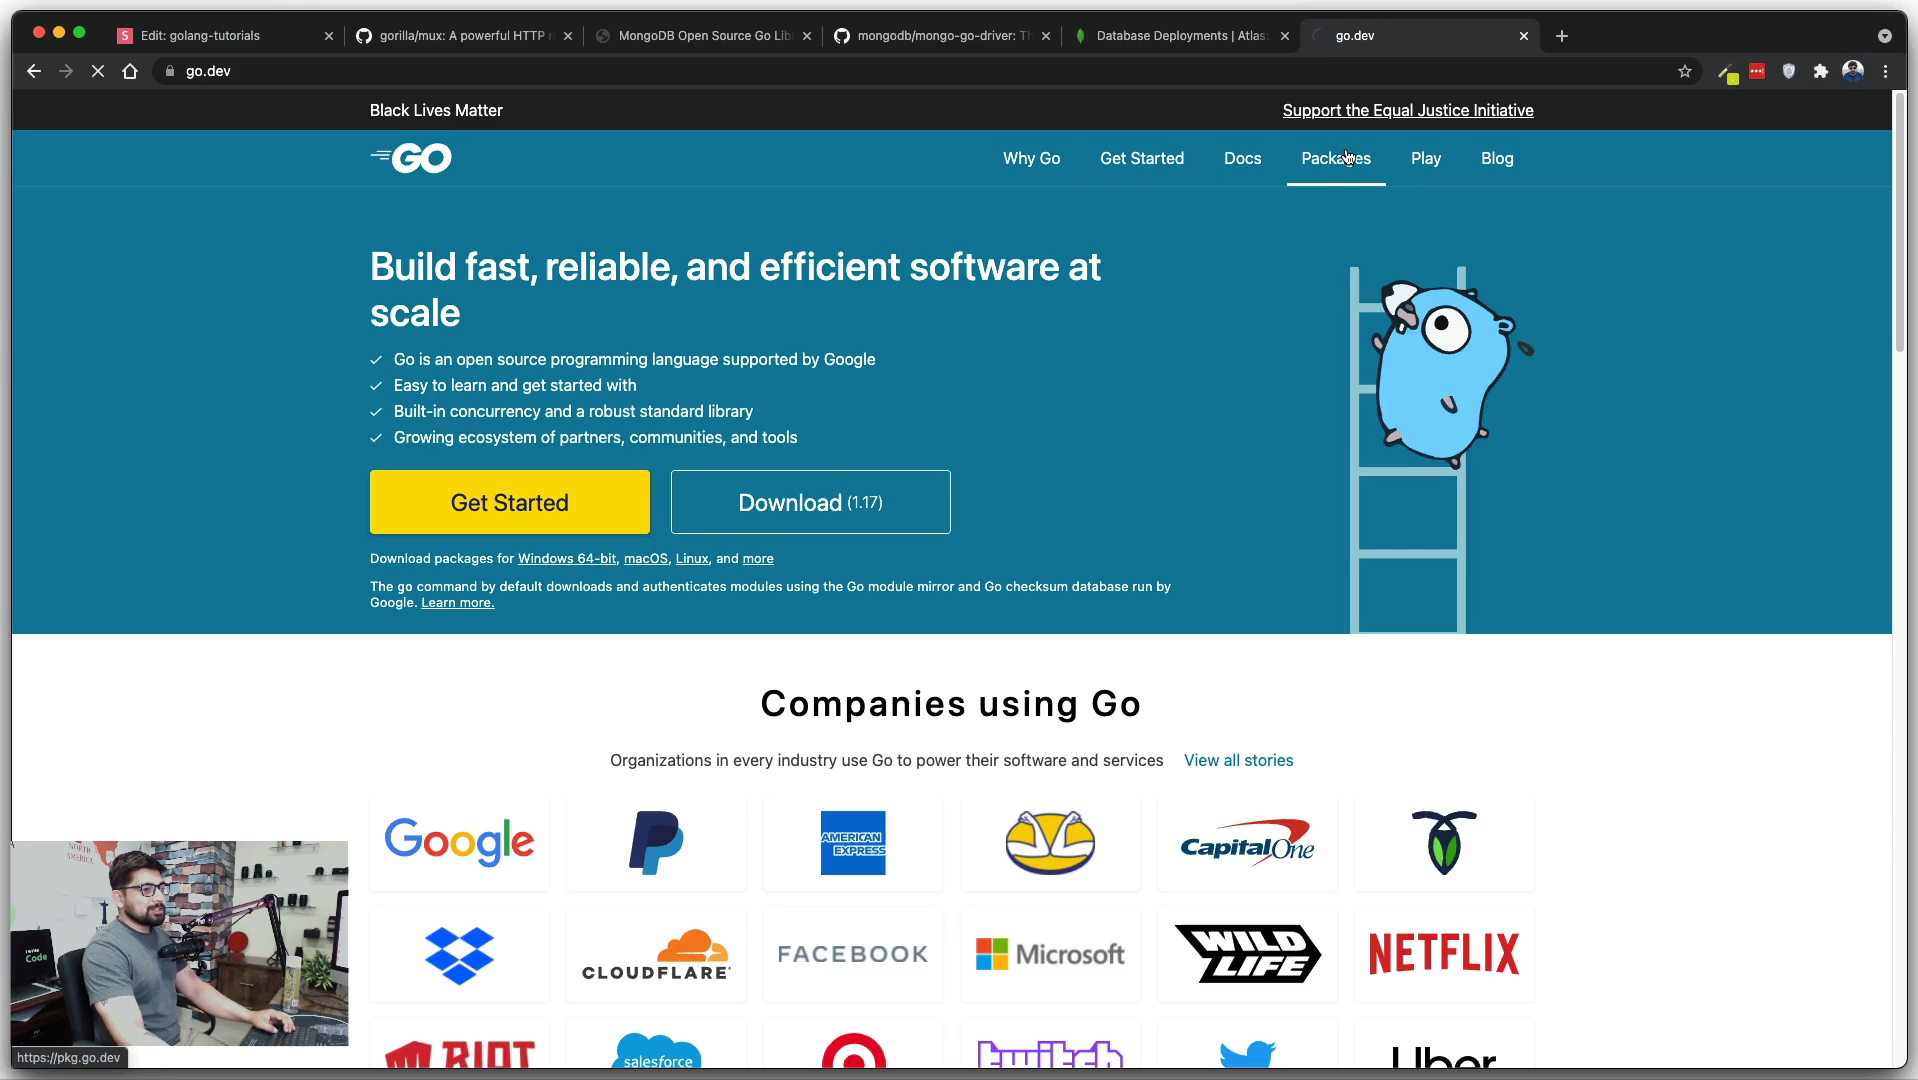 Edit: golang-tutorials
gorilla/mux: A powerful HTTP r
MongoDB Open Source Go Lib
mongodb/mongo-go-driver: Th
Database Deployments | Atlas:
go.dev
go.dev
Black Lives Matter
Support the Equal Justice Initiative
GO
Why Go
Get Started
Docs
Packages
Play
Blog
Build fast, reliable, and efficient software at
scale
Go is an open source programming language supported by Google
Easy to learn and get started with
Built-in concurrency and a robust standard library
Growing ecosystem of partners, communities, and tools
Get Started
Download (1.17)
Download packages for Windows 64-bit, macOS, Linux, and more
The go command by default downloads and authenticates modules using the Go module mirror and Go checksum database run by
Google. Learn more.
Companies using Go
Organizations in every industry use Go to power their software and services View all stories
Google
AMERICAN
EXPRESS
CapitalOne
CLOUDFLARE
FACEBOOK
Microsoft
WILD
LIFE
NETFLIX
RIOT
salesforce
twitch
Uber
NORTH
AMERICA
Code
https://pkg.go.dev